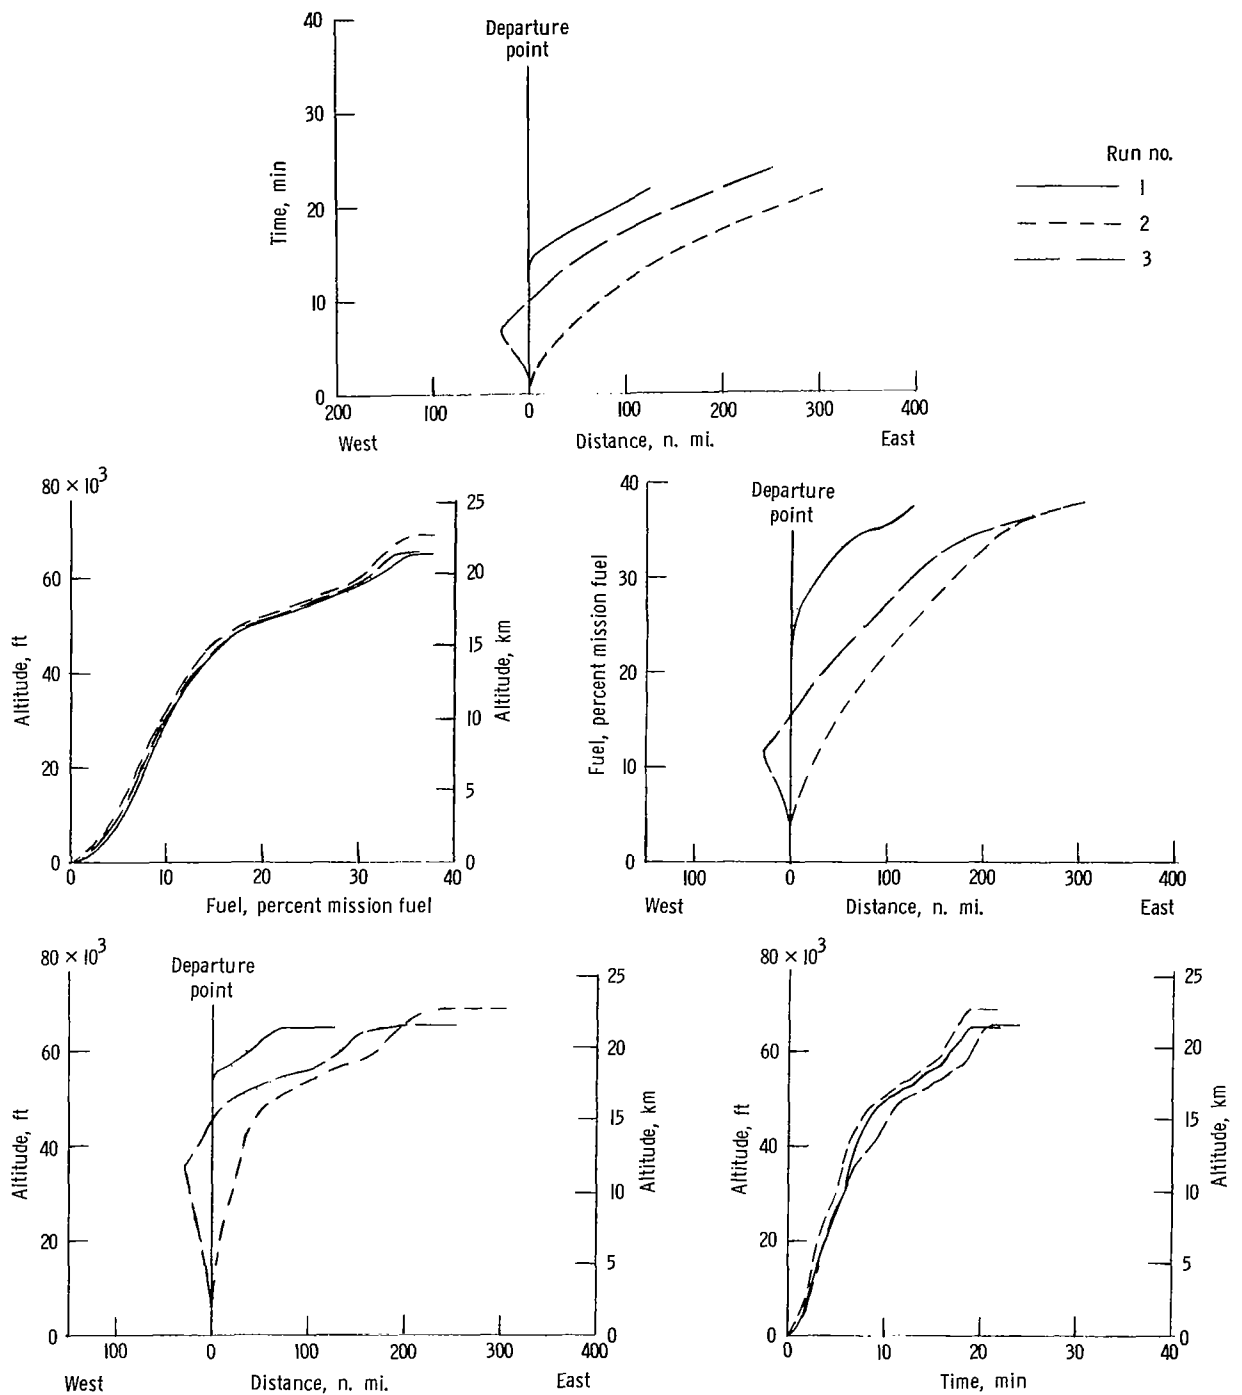 40
30
20
10
0
Time, min
Departure
point
200 100 0 100 200 300 400
West Distance, n. mi. East
Run no.
1
2
3
80 × 10³
60
40
20
0
Altitude, ft
25
20
15
10
5
0
Altitude, km
0 10 20 30 40
Fuel, percent mission fuel
40
30
20
10
0
Fuel, percent mission fuel
Departure
point
100 0 100 200 300 400
West Distance, n. mi. East
80 × 10³
60
40
20
0
Altitude, ft
Departure
point
25
20
15
10
5
0
Altitude, km
100 0 100 200 300 400
West Distance, n. mi. East
80 × 10³
60
40
20
0
Altitude, ft
25
20
15
10
5
0
Altitude, km
0 10 20 30 40
Time, min